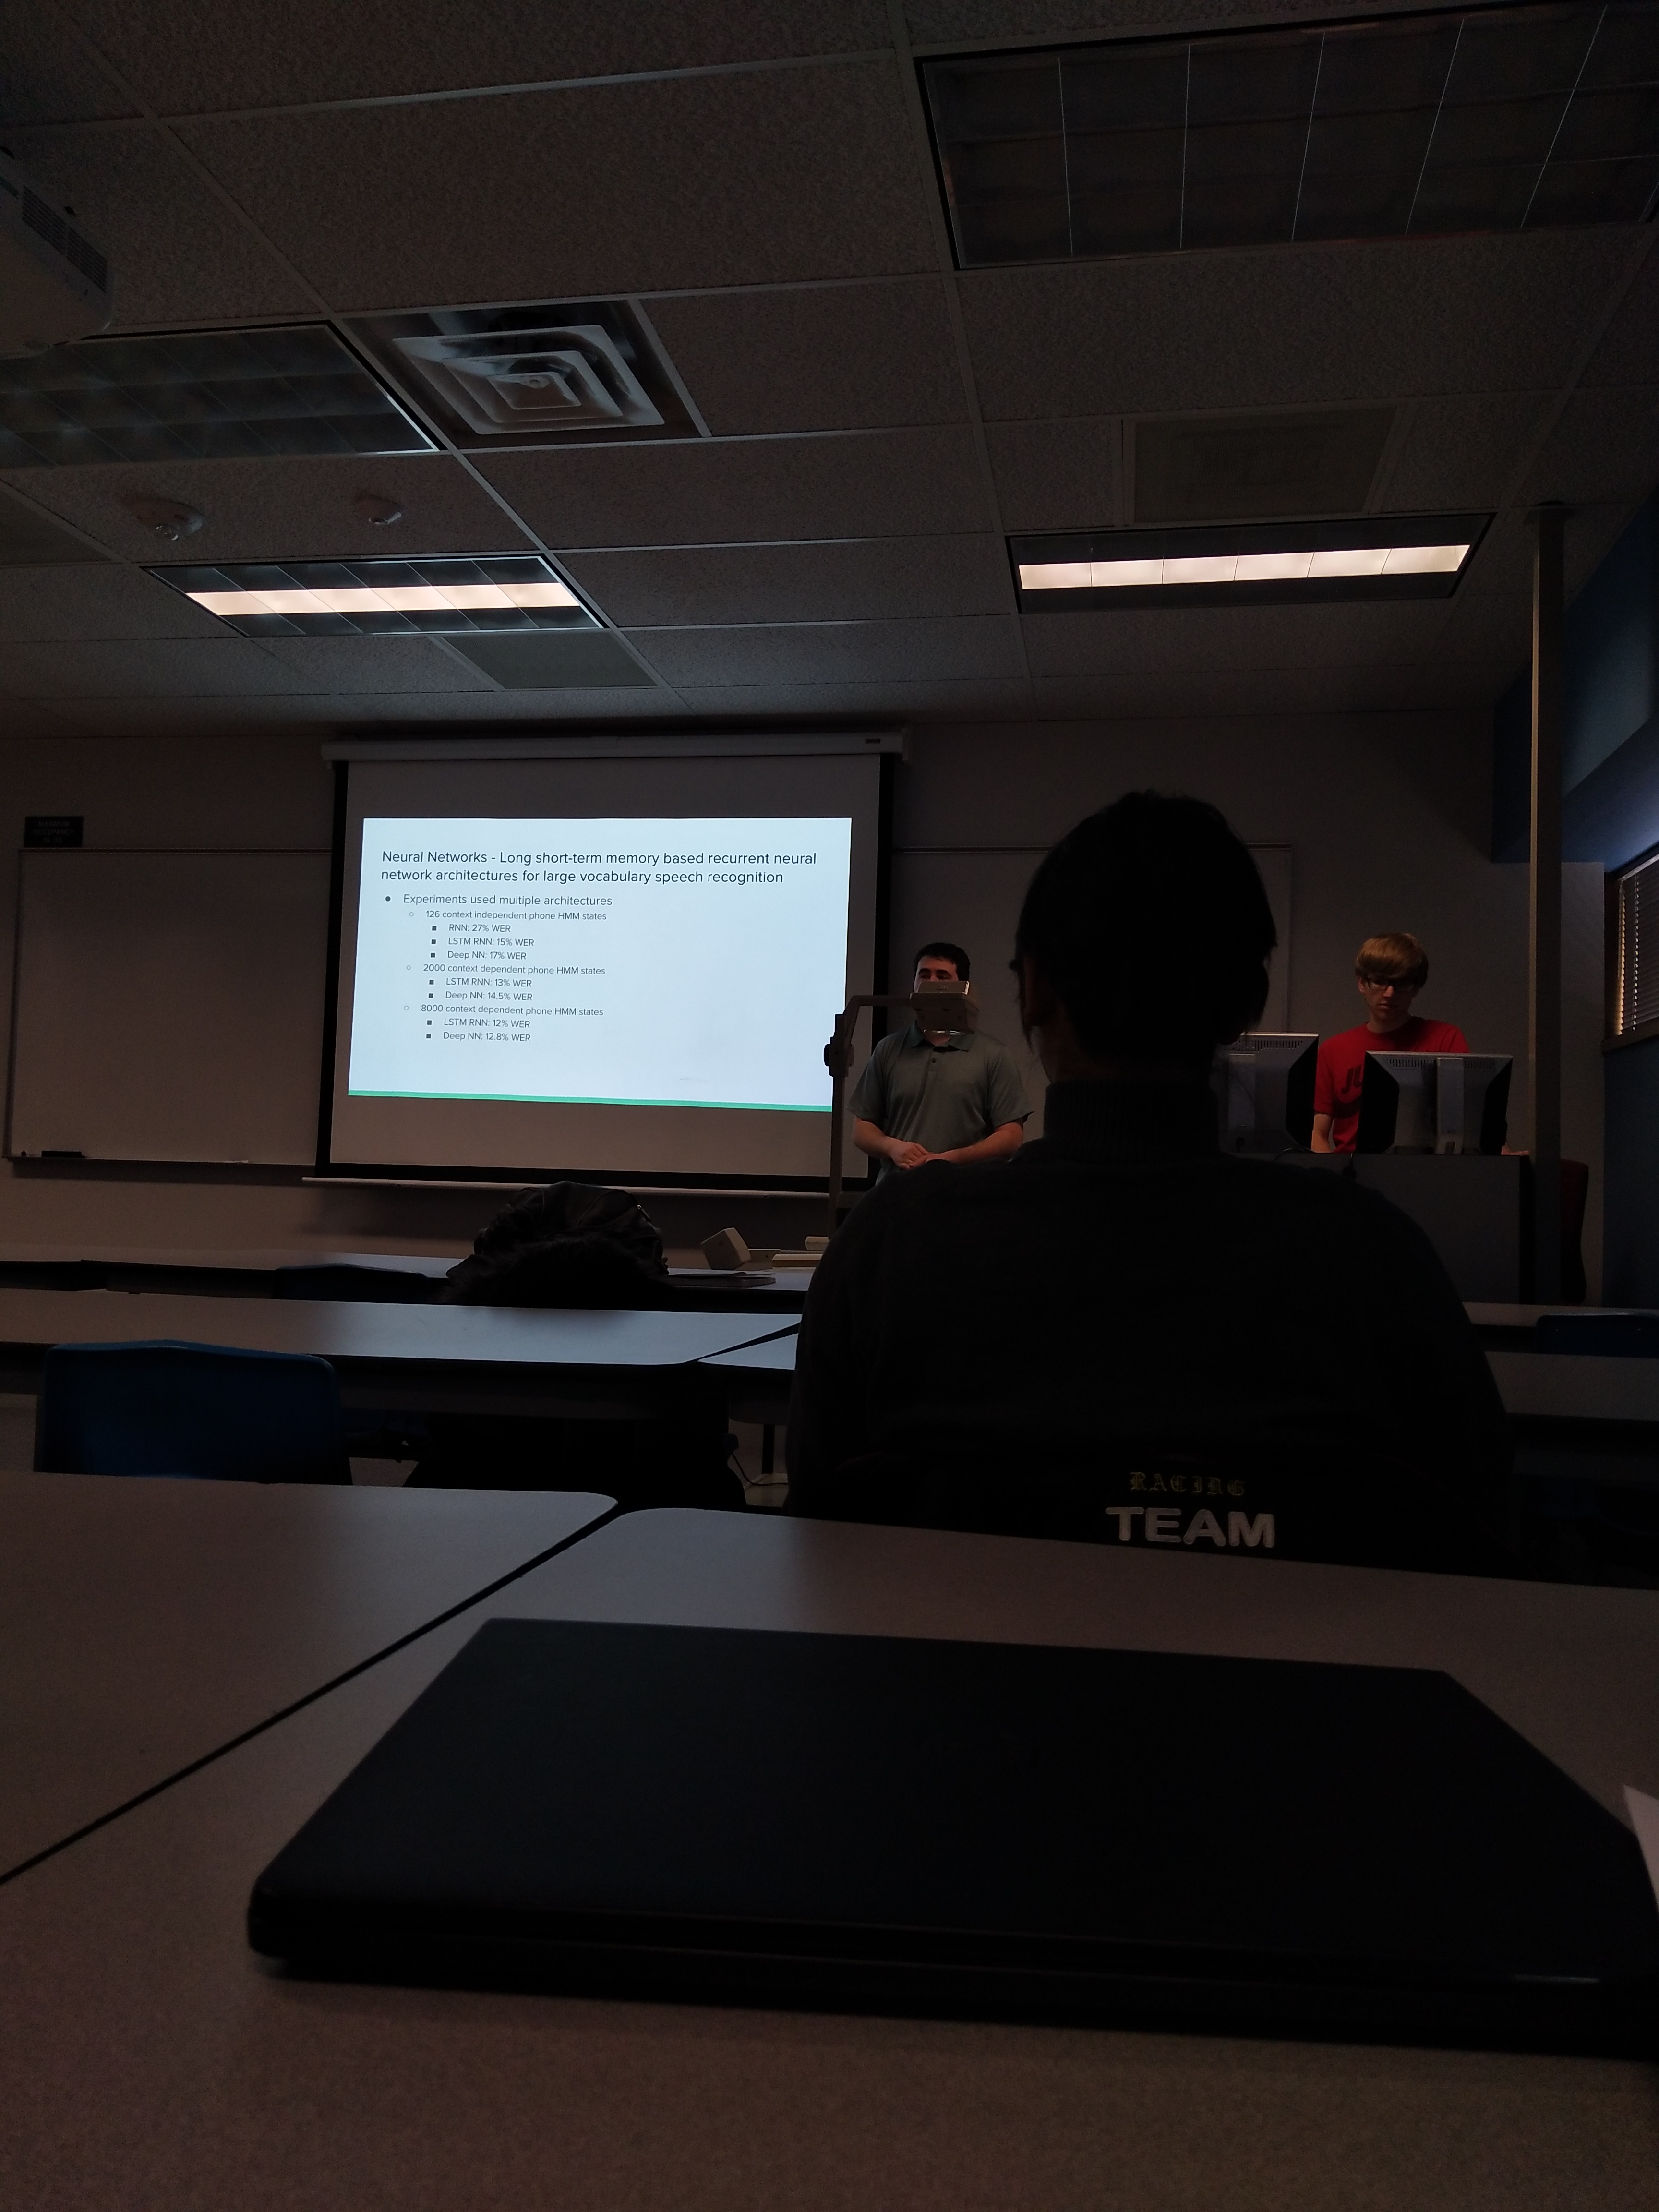 MAXIMUM
OCCUPANCY
Neural Networks - Long short-term memory based recurrent neural
network architectures for large vocabulary speech recognition
● Experiments used multiple architectures
○ 126 context independent phone HMM states
■ RNN: 27% WER
■ LSTM RNN: 15% WER
■ Deep NN: 17% WER
○ 2000 context dependent phone HMM states
■ LSTM RNN: 13% WER
■ Deep NN: 14.5% WER
○ 8000 context dependent phone HMM states
■ LSTM RNN: 12% WER
■ Deep NN: 12.8% WER
RACING
TEAM